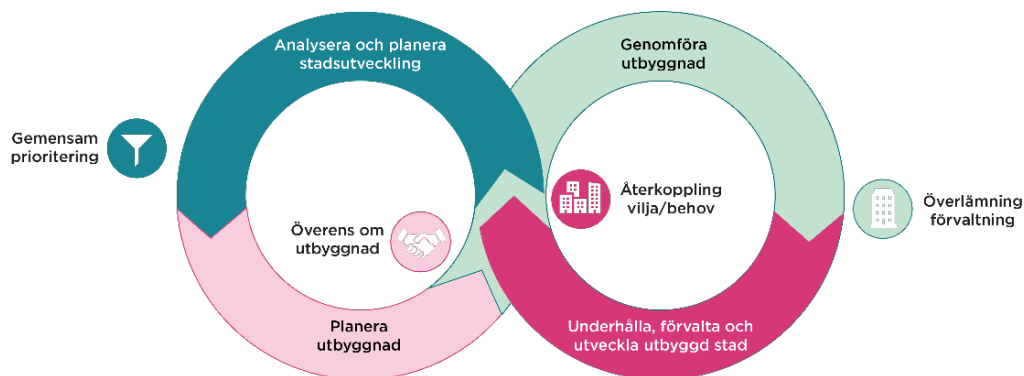 Analysera och planera
stadsutveckling
Genomföra
utbyggnad
Gemensam
prioritering
Återkoppling
vilja/behov
Överlämning
förvaltning
Överens om
utbyggnad
Planera
utbyggnad
Underhålla, förvalta och
utveckla utbyggd stad